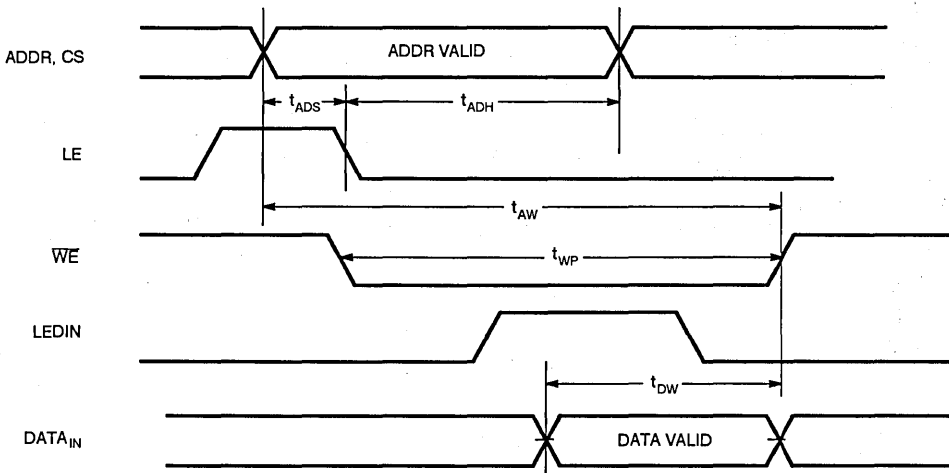 ADDR, CS
ADDR VALID
tADS
tADH
LE
tAW
WE
tWP
LEDIN
tDW
DATAIN
DATA VALID